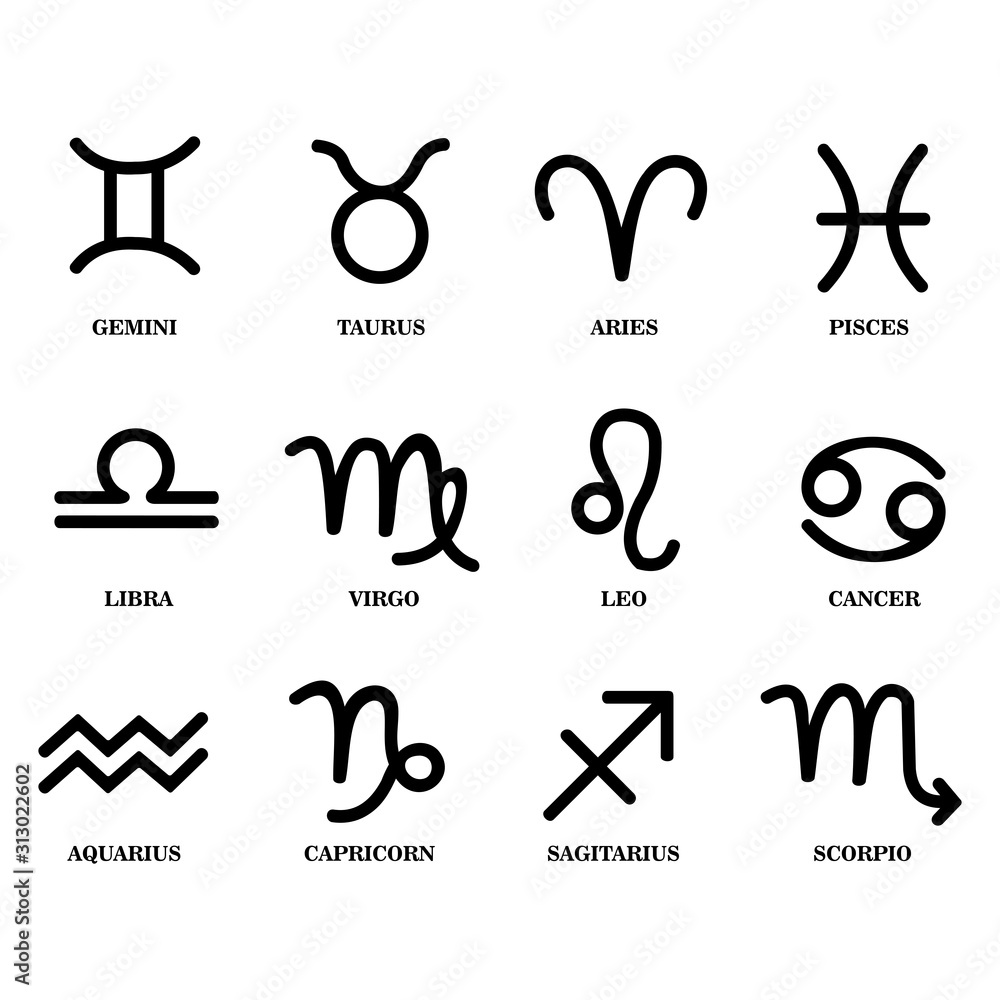 GEMINI TAURUS ARIES PISCES
LIBRA VIRGO LEO CANCER
AQUARIUS CAPRICORN SAGITARIUS SCORPIO
Adobe Stock | #313022602